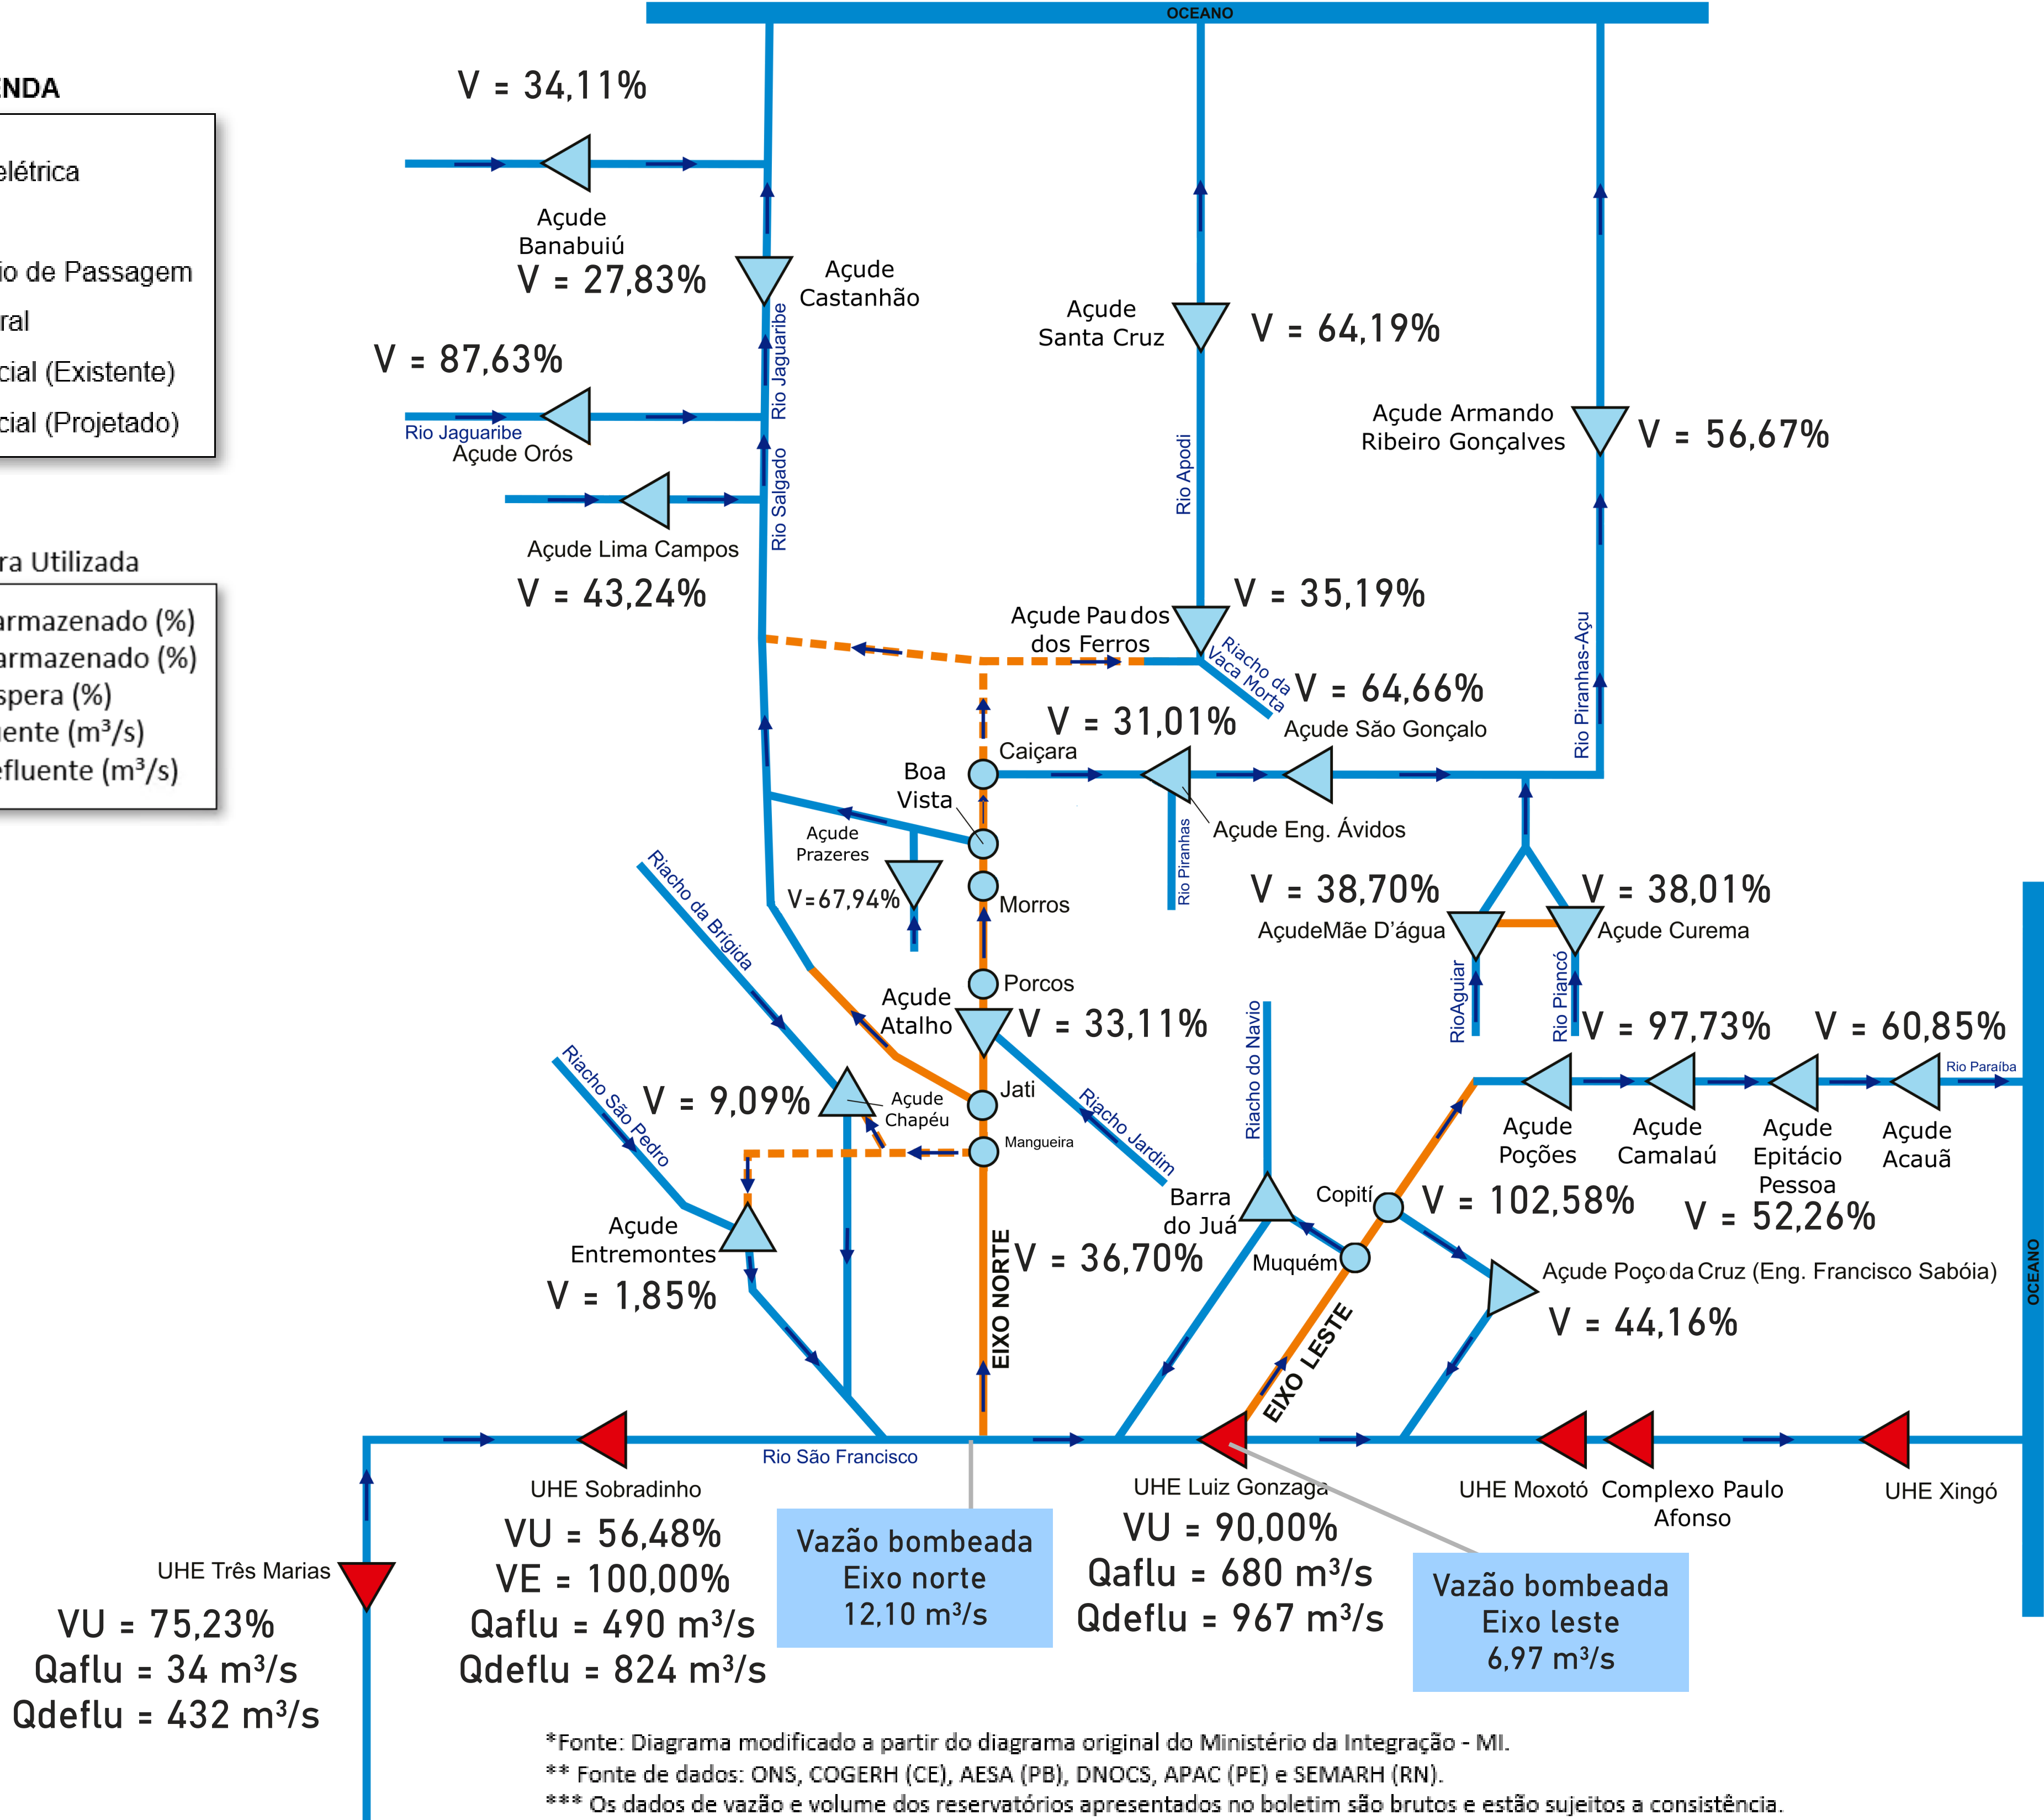 OCEANO
V = 34,11%
ENDA
elétrica
io de Passagem
ral
cial (Existente)
cial (Projetado)
Açude
Banabuiú
V = 27,83%
Açude
Castanhão
Rio Jaguaribe
Açude
Santa Cruz
V = 64,19%
V = 87,63%
Rio Jaguaribe
Açude Orós
Açude Armando
Ribeiro Gonçalves
V = 56,67%
Rio Apodi
Rio Salgado
Açude Lima Campos
V = 43,24%
ra Utilizada
armazenado (%)
armazenado (%)
spera (%)
uente (m³/s)
efluente (m³/s)
Açude Pau dos
dos Ferros
V = 35,19%
Riacho da
Vaca Morta
V = 64,66%
Açude São Gonçalo
Rio Piranhas-Açu
V = 31,01%
Caiçara
Boa
Vista
Açude Eng. Ávidos
Rio Piranhas
Açude
Prazeres
V=67,94%
Morros
Riacho da Brígida
V = 38,70%
AçudeMãe D’água
V = 38,01%
Açude Curema
RioAguiar
Rio Piancó
Porcos
Açude
Atalho
V = 33,11%
Riacho do Navio
V = 97,73%
V = 60,85%
Rio Paraíba
Riacho São Pedro
V = 9,09%
Açude
Chapéu
Jati
Mangueira
Riacho Jardim
Açude
Poções
Açude
Camalaú
Açude
Epitácio
Pessoa
Açude
Acauã
V = 102,58%
V = 52,26%
Barra
do Juá
Copití
Muquém
V = 36,70%
Açude
Entremontes
V = 1,85%
EIXO NORTE
EIXO LESTE
Açude Poço da Cruz (Eng. Francisco Sabóia)
V = 44,16%
OCEANO
Rio São Francisco
UHE Sobradinho
VU = 56,48%
VE = 100,00%
Qaflu = 490 m³/s
Qdeflu = 824 m³/s
Vazão bombeada
Eixo norte
12,10 m³/s
UHE Luiz Gonzaga
VU = 90,00%
Qaflu = 680 m³/s
Qdeflu = 967 m³/s
Vazão bombeada
Eixo leste
6,97 m³/s
UHE Moxotó
Complexo Paulo
Afonso
UHE Xingó
UHE Três Marias
VU = 75,23%
Qaflu = 34 m³/s
Qdeflu = 432 m³/s
*Fonte: Diagrama modificado a partir do diagrama original do Ministério da Integração - MI.
** Fonte de dados: ONS, COGERH (CE), AESA (PB), DNOCS, APAC (PE) e SEMARH (RN).
*** Os dados de vazão e volume dos reservatórios apresentados no boletim são brutos e estão sujeitos a consistência.